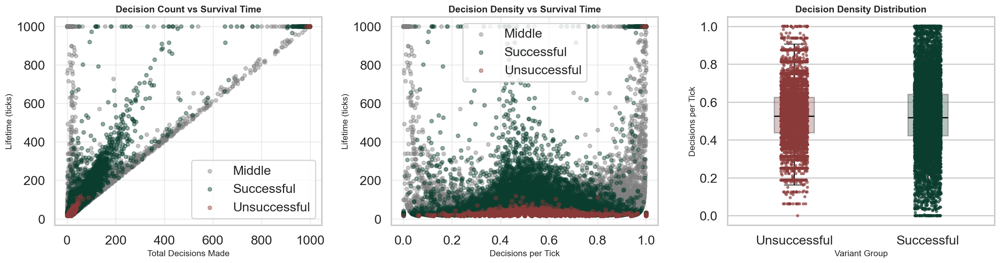 Decision Count vs Survival Time
Lifetime (ticks)
1000
800
600
400
200
0
Middle
Successful
Unsuccessful
0 200 400 600 800 1000
Total Decisions Made
Decision Density vs Survival Time
Lifetime (ticks)
1000
800
600
400
200
0
Middle
Successful
Unsuccessful
0.0 0.2 0.4 0.6 0.8 1.0
Decisions per Tick
Decision Density Distribution
Decisions per Tick
1.0
0.8
0.6
0.4
0.2
0.0
Unsuccessful Successful
Variant Group